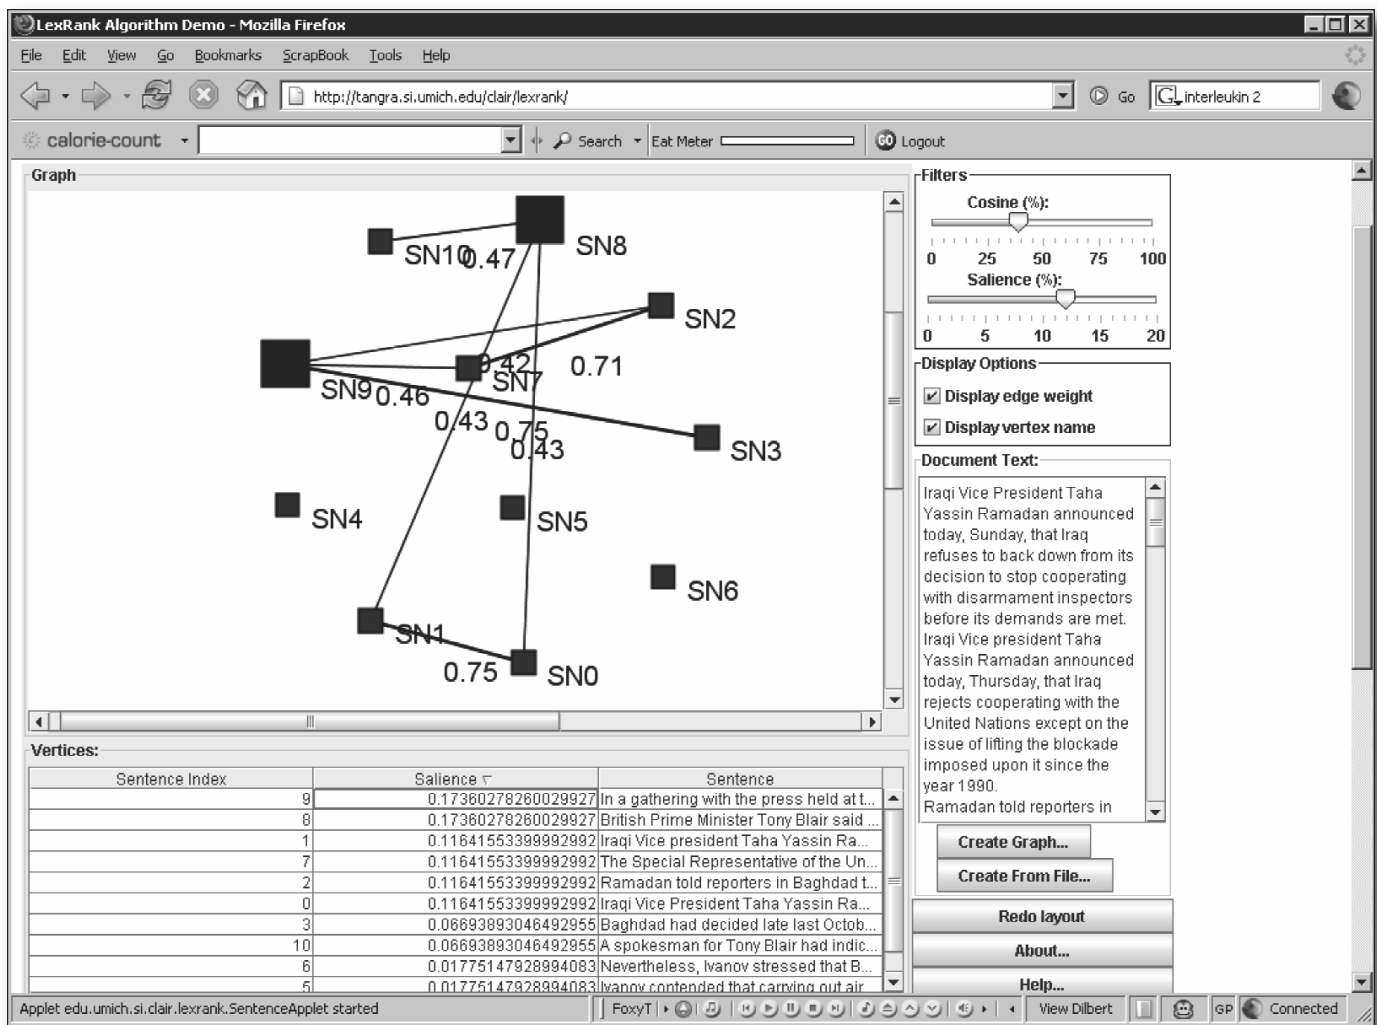 LexRank Algorithm Demo - Mozilla Firefox
File Edit View Go Bookmarks ScrapBook Tools Help
http://tangra.si.umich.edu/clair/lexrank/
Go
G interleukin 2
calorie-count
Search
Eat Meter
GO Logout
Graph
SN10
0.47
SN8
SN2
0.42
0.71
SN7
SN9
0.46
0.43
0.75
0.43
SN3
SN4
SN5
SN6
SN1
0.75
SN0
Vertices:
Sentence Index Salience Sentence
9 0.17360278260029927 In a gathering with the press held at t...
8 0.17360278260029927 British Prime Minister Tony Blair said ...
1 0.11641553399992992 Iraqi Vice president Taha Yassin Ra...
7 0.11641553399992992 The Special Representative of the Un...
2 0.11641553399992992 Ramadan told reporters in Baghdad t...
0 0.11641553399992992 Iraqi Vice President Taha Yassin Ra...
3 0.06693893046492955 Baghdad had decided late last Octob...
10 0.06693893046492955 A spokesman for Tony Blair had indic...
6 0.01775147928994083 Nevertheless, Ivanov stressed that B...
5 0.01775147928994083 Ivanov contended that carrying out air
Filters
Cosine (%):
0 25 50 75 100
Salience (%):
0 5 10 15 20
Display Options
Display edge weight
Display vertex name
Document Text:
Iraqi Vice President Taha
Yassin Ramadan announced
today, Sunday, that Iraq
refuses to back down from its
decision to stop cooperating
with disarmament inspectors
before its demands are met.
Iraqi Vice president Taha
Yassin Ramadan announced
today, Thursday, that Iraq
rejects cooperating with the
United Nations except on the
issue of lifting the blockade
imposed upon it since the
year 1990.
Ramadan told reporters in
Create Graph...
Create From File...
Redo layout
About...
Help...
Applet edu.umich.si.clair.lexrank.SentenceApplet started
FoxyT
View Dilbert
GP
Connected